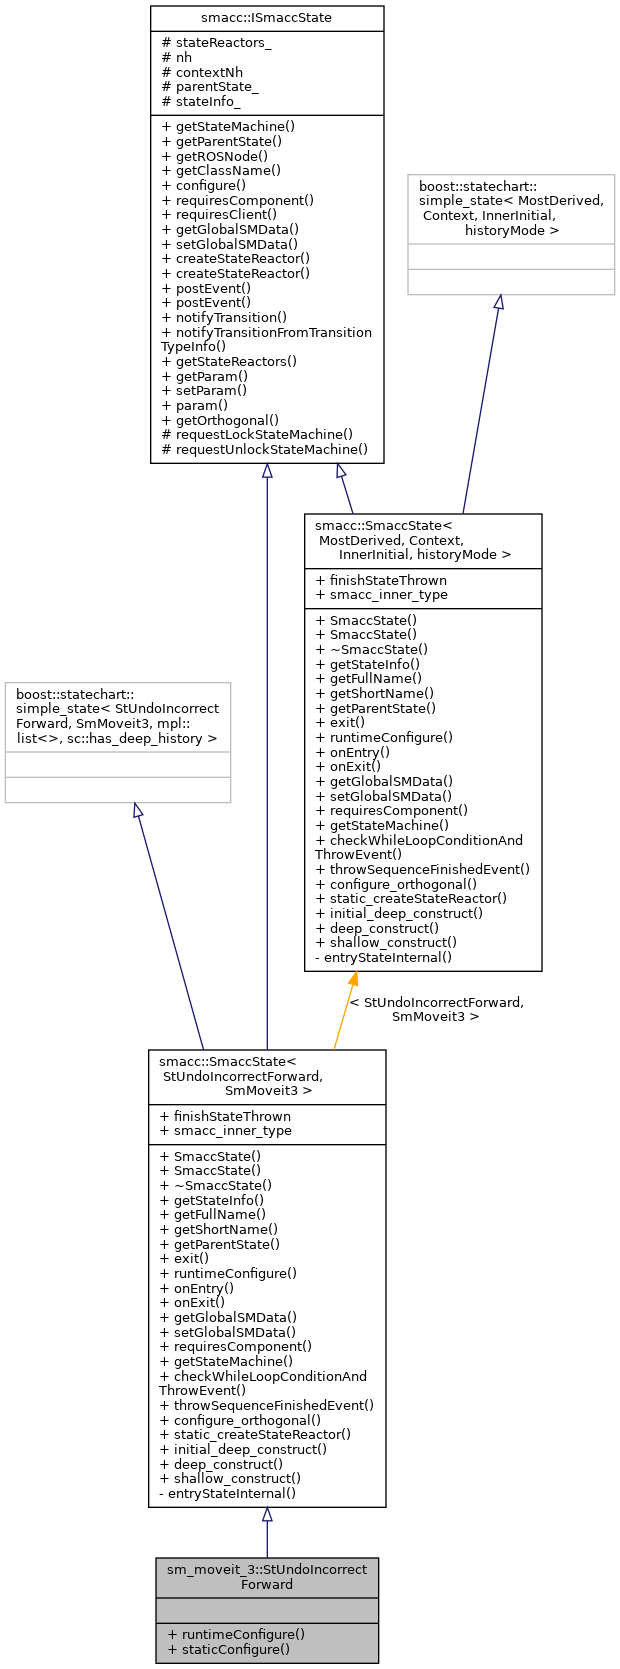 smacc::ISmaccState
# stateReactors_
# nh
# contextNh
# parentState_
# stateInfo_
+ getStateMachine()
+ getParentState()
+ getROSNode()
+ getClassName()
+ configure()
+ requiresComponent()
+ requiresClient()
+ getGlobalSMData()
+ setGlobalSMData()
+ createStateReactor()
+ createStateReactor()
+ postEvent()
+ postEvent()
+ notifyTransition()
+ notifyTransitionFromTransition
TypeInfo()
+ getStateReactors()
+ getParam()
+ setParam()
+ param()
+ getOrthogonal()
# requestLockStateMachine()
# requestUnlockStateMachine()
boost::statechart::
simple_state< MostDerived,
Context, InnerInitial,
historyMode >
smacc::SmaccState<
MostDerived, Context,
InnerInitial, historyMode >
+ finishStateThrown
+ smacc_inner_type
+ SmaccState()
+ SmaccState()
+ ~SmaccState()
+ getStateInfo()
+ getFullName()
+ getShortName()
+ getParentState()
+ exit()
+ runtimeConfigure()
+ onEntry()
+ onExit()
+ getGlobalSMData()
+ setGlobalSMData()
+ requiresComponent()
+ getStateMachine()
+ checkWhileLoopConditionAnd
ThrowEvent()
+ throwSequenceFinishedEvent()
+ configure_orthogonal()
+ static_createStateReactor()
+ initial_deep_construct()
+ deep_construct()
+ shallow_construct()
- entryStateInternal()
boost::statechart::
simple_state< StUndoIncorrect
Forward, SmMoveit3, mpl::
list<>, sc::has_deep_history >
< StUndoIncorrectForward,
SmMoveit3 >
smacc::SmaccState<
StUndoIncorrectForward,
SmMoveit3 >
+ finishStateThrown
+ smacc_inner_type
+ SmaccState()
+ SmaccState()
+ ~SmaccState()
+ getStateInfo()
+ getFullName()
+ getShortName()
+ getParentState()
+ exit()
+ runtimeConfigure()
+ onEntry()
+ onExit()
+ getGlobalSMData()
+ setGlobalSMData()
+ requiresComponent()
+ getStateMachine()
+ checkWhileLoopConditionAnd
ThrowEvent()
+ throwSequenceFinishedEvent()
+ configure_orthogonal()
+ static_createStateReactor()
+ initial_deep_construct()
+ deep_construct()
+ shallow_construct()
- entryStateInternal()
sm_moveit_3::StUndoIncorrect
Forward
+ runtimeConfigure()
+ staticConfigure()